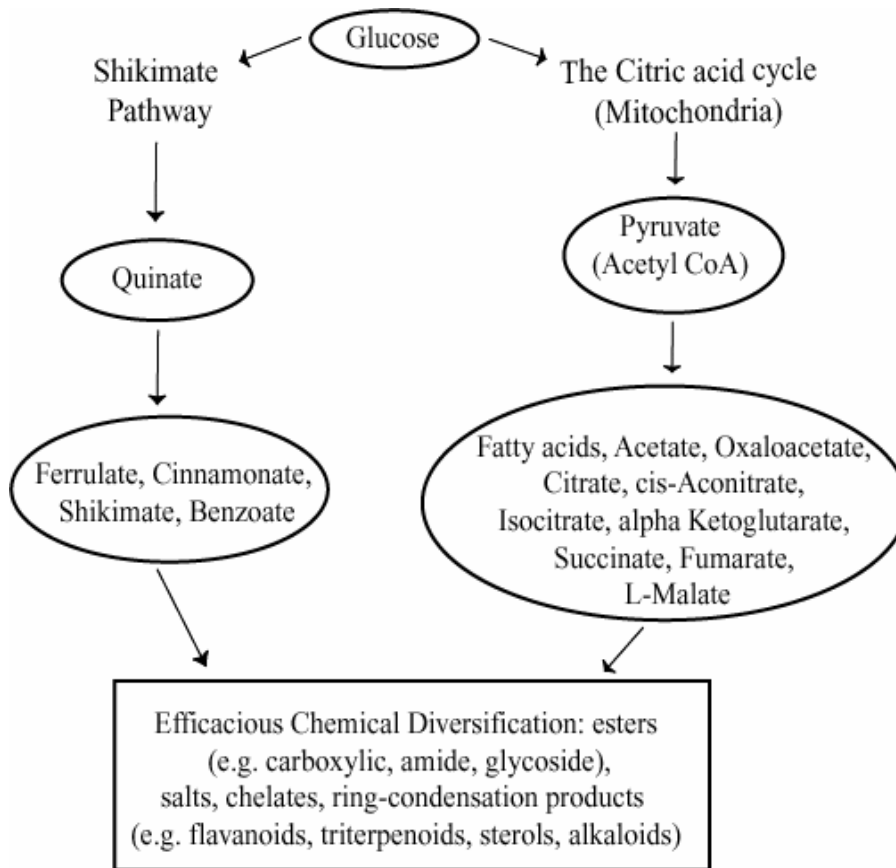 Glucose
Shikimate
Pathway
The Citric acid cycle
(Mitochondria)
Quinate
Pyruvate
(Acetyl CoA)
Ferrulate, Cinnamonate,
Shikimate, Benzoate
Fatty acids, Acetate, Oxaloacetate,
Citrate, cis-Aconitrate,
Isocitrate, alpha Ketoglutarate,
Succinate, Fumarate,
L-Malate
Efficacious Chemical Diversification: esters
(e.g. carboxylic, amide, glycoside),
salts, chelates, ring-condensation products
(e.g. flavanoids, triterpenoids, sterols, alkaloids)